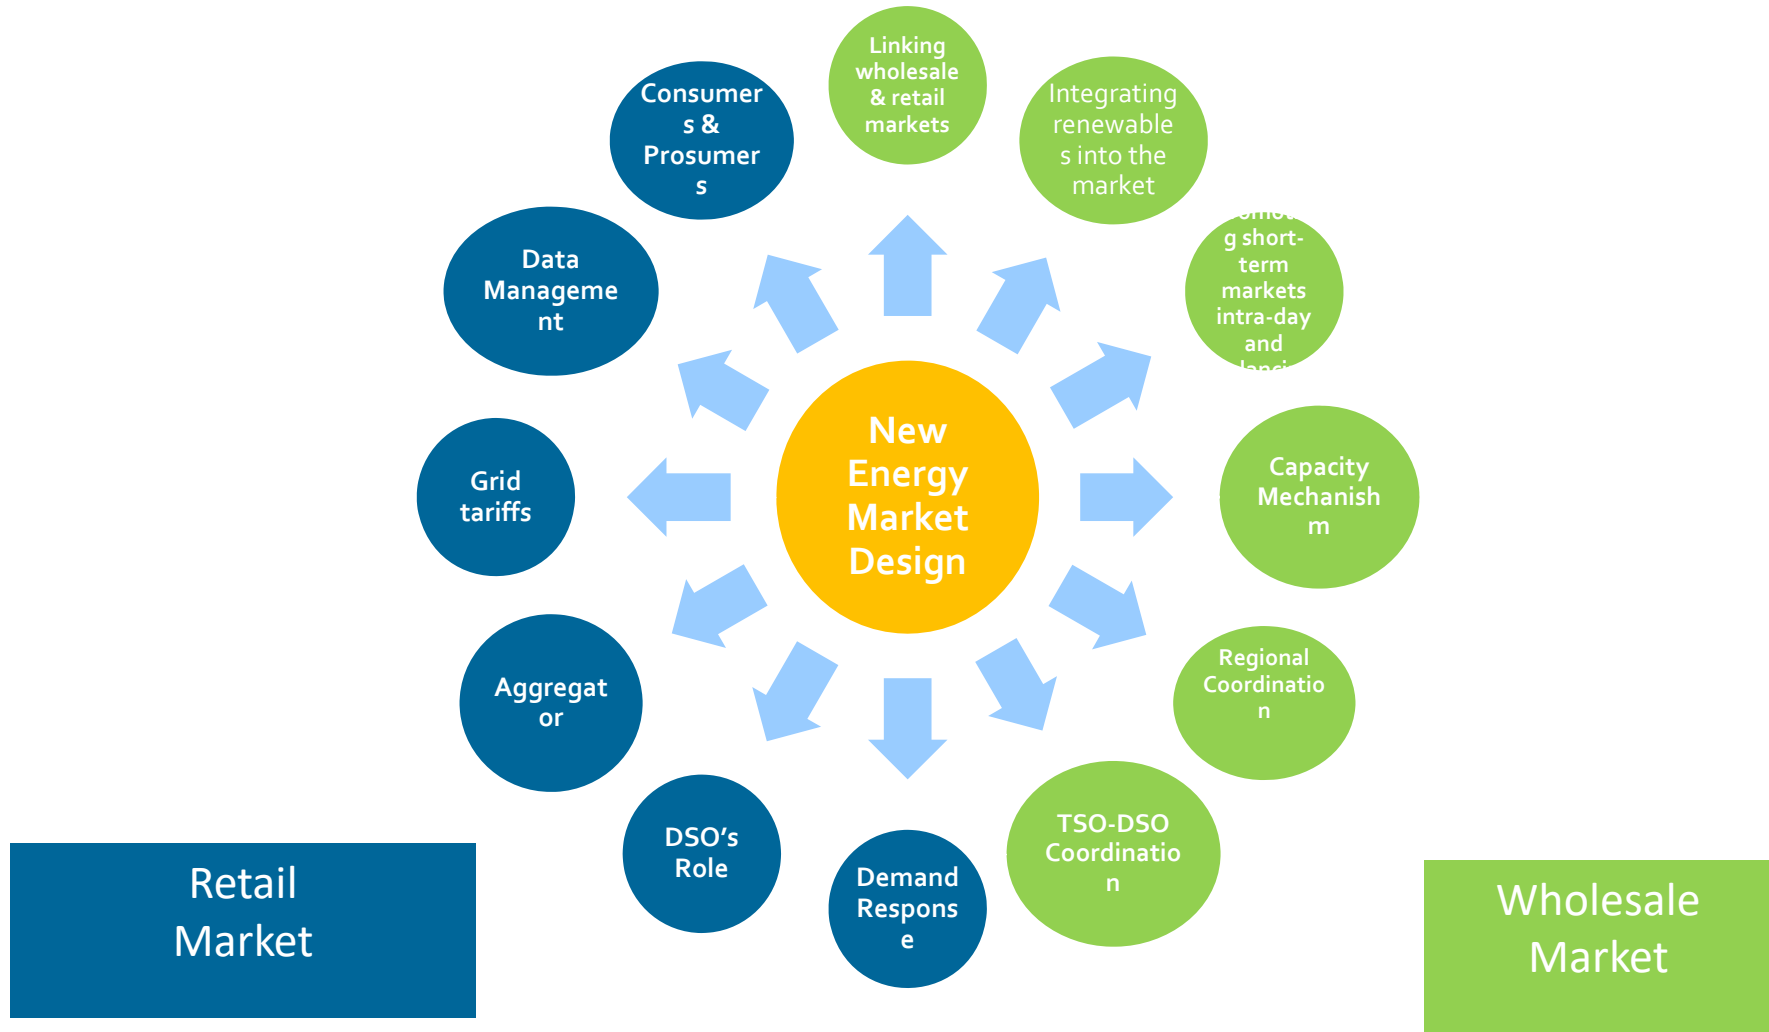 Linking
wholesale
& retail
markets
Integrating
renewable
s into the
market
g short-
term
markets
intra-day
and
Capacity
Mechanish
m
Regional
Coordinatio
n
TSO-DSO
Coordinatio
n
Demand
Respons
e
DSO's
Role
Aggregat
or
Grid
tariffs
Data
Manageme
nt
Consumer
s &
Prosumer
s
New
Energy
Market
Design
Retail
Market
Wholesale
Market